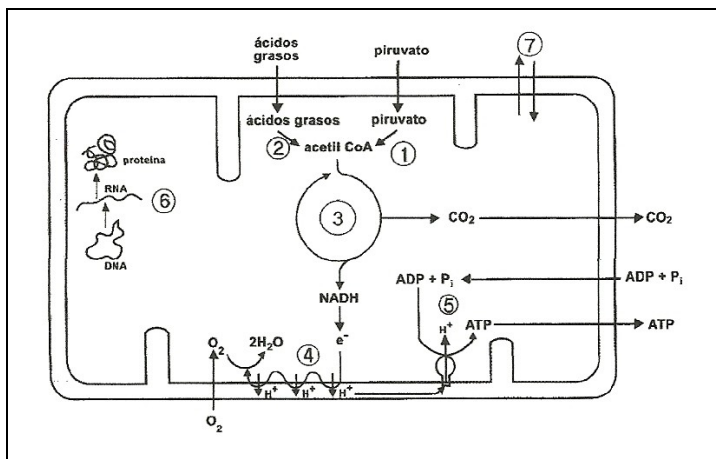 ácidos
grasos
piruvato
7
ácidos grasos
piruvato
2
acetil CoA
1
proteína
RNA
6
DNA
3
CO₂
CO₂
NADH
ADP + Pᵢ
ADP + Pᵢ
5
O₂
2H₂O
4
e⁻
H⁺
ATP
ATP
H⁺
H⁺
H⁺
O₂